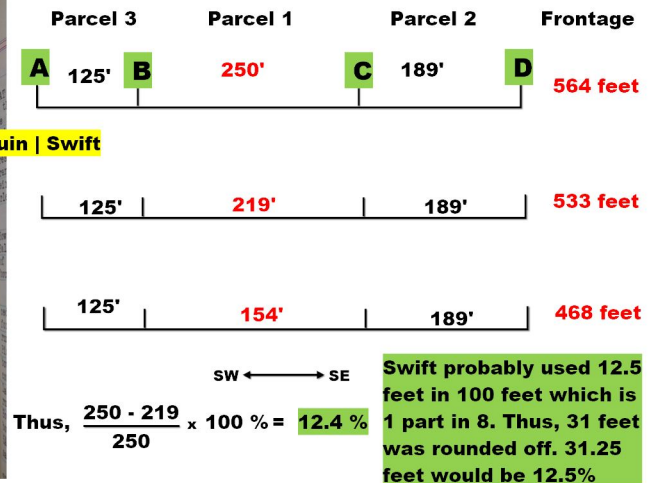 Parcel 3 Parcel 1 Parcel 2 Frontage
A 125' B 250' C 189' D 564 feet
uin | Swift
125' 219' 189' 533 feet
125' 154' 189' 468 feet
SW SE
Thus, 250 - 219 x 100 % = 12.4 %
250
Swift probably used 12.5
feet in 100 feet which is
1 part in 8. Thus, 31 feet
was rounded off. 31.25
feet would be 12.5%